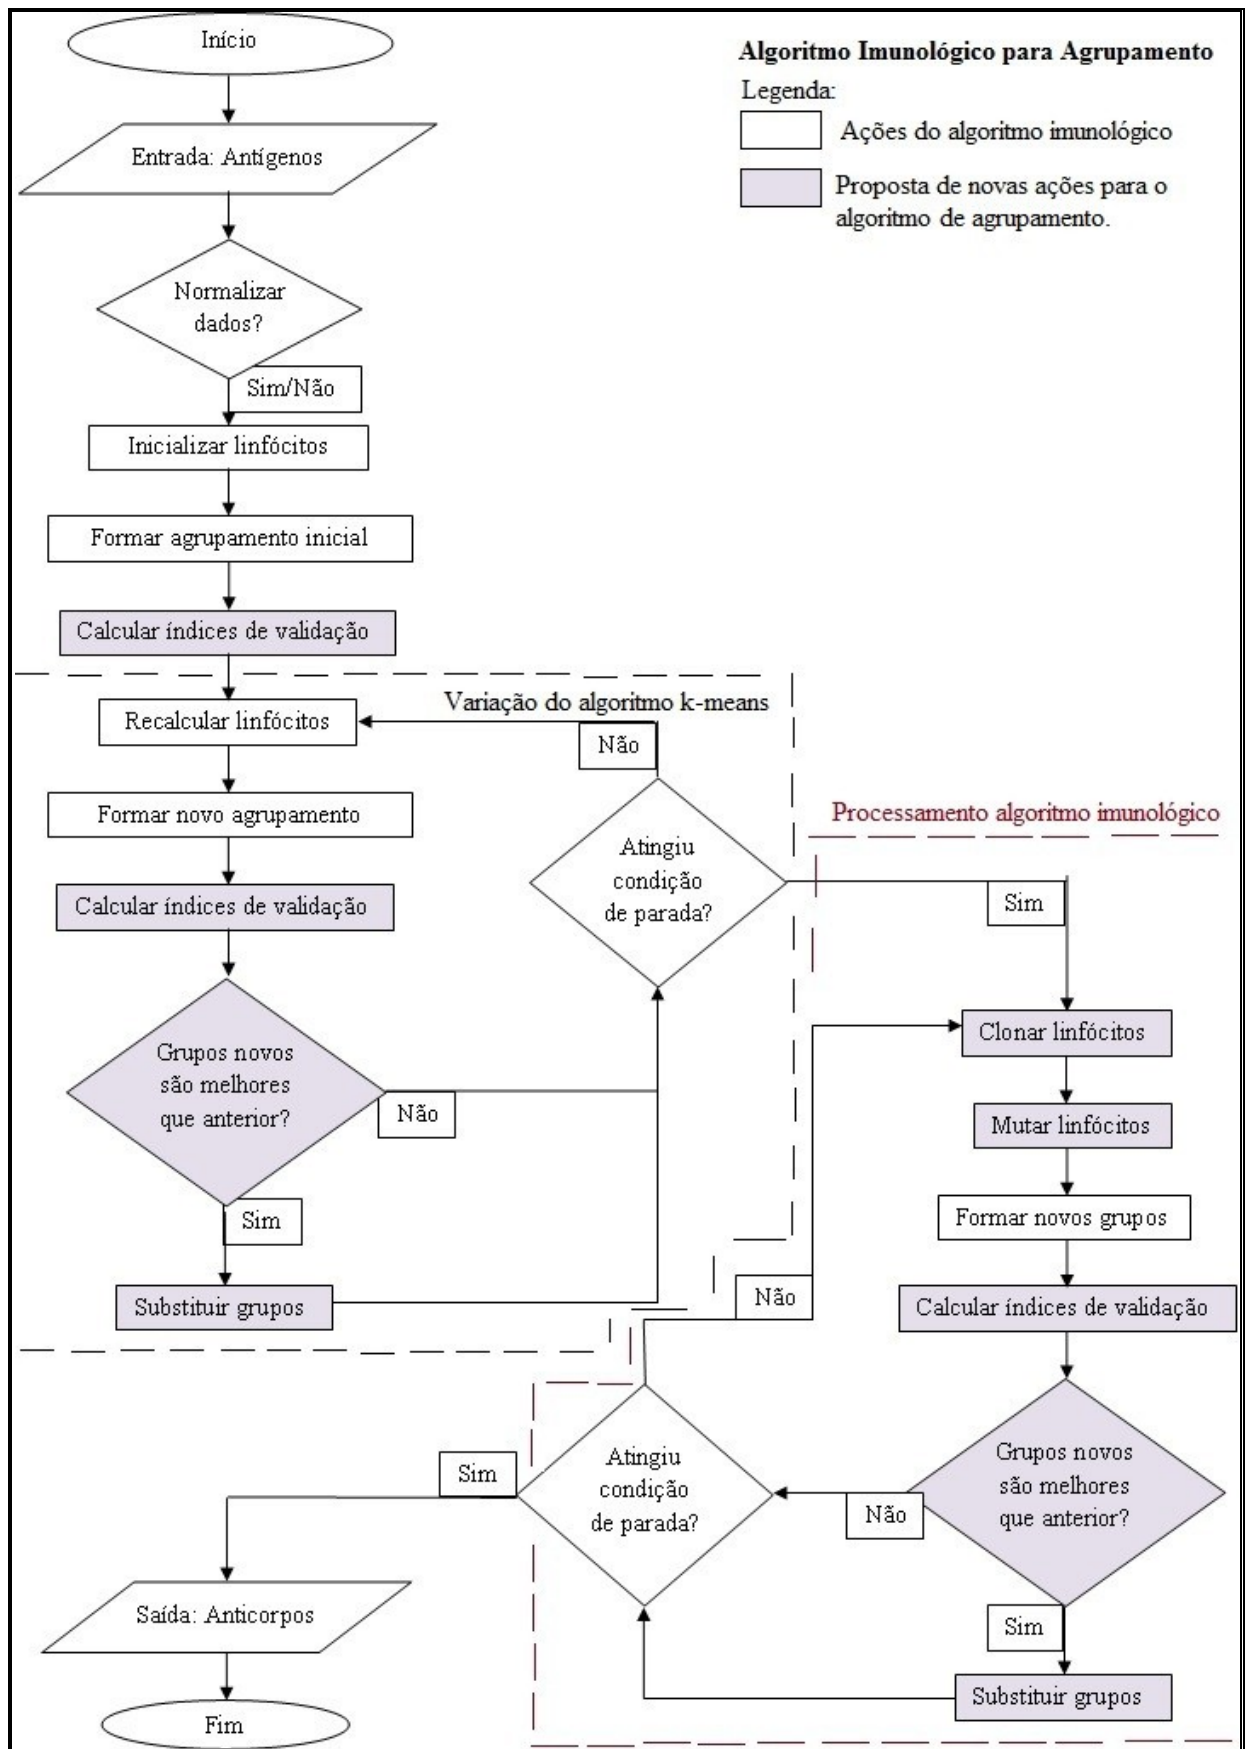 Início
Algoritmo Imunológico para Agrupamento
Legenda:
Ações do algoritmo imunológico
Proposta de novas ações para o
algoritmo de agrupamento.
Entrada: Antígenos
Normalizar
dados?
Sim/Não
Inicializar linfócitos
Formar agrupamento inicial
Calcular índices de validação
Variação do algoritmo k-means
Recalcular linfócitos
Não
Formar novo agrupamento
Atingiu
condição
de parada?
Processamento algoritmo imunológico
Calcular índices de validação
Sim
Grupos novos
são melhores
que anterior?
Não
Sim
Substituir grupos
Clonar linfócitos
Mutar linfócitos
Formar novos grupos
Calcular índices de validação
Não
Grupos novos
são melhores
que anterior?
Não
Sim
Substituir grupos
Atingiu
condição
de parada?
Sim
Saída: Anticorpos
Fim